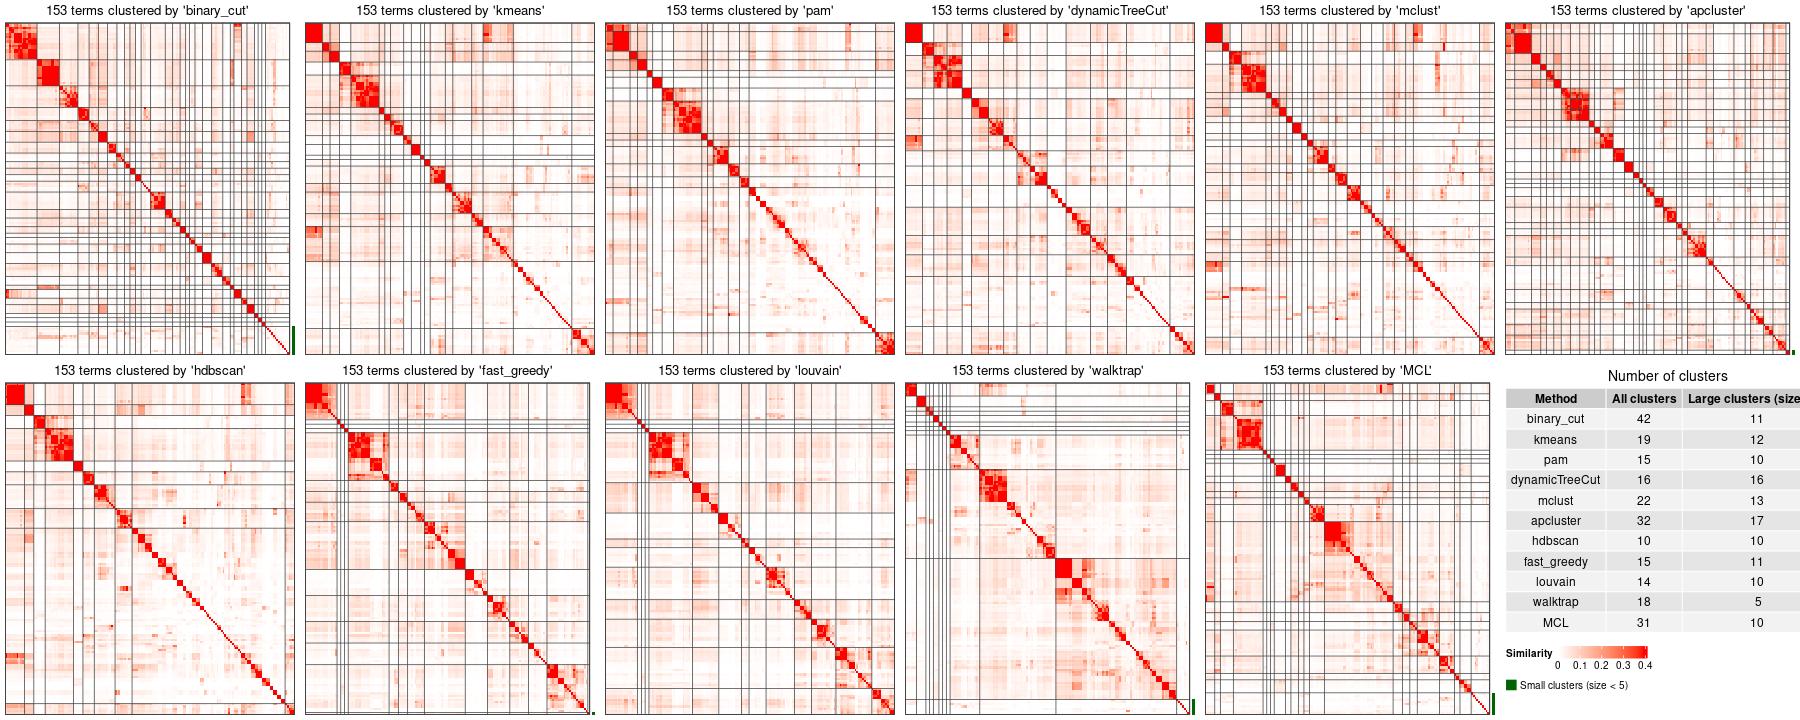 153 terms clustered by 'binary_cut'
153 terms clustered by 'kmeans'
153 terms clustered by 'pam'
153 terms clustered by 'dynamicTreeCut'
153 terms clustered by 'mclust'
153 terms clustered by 'apcluster'
153 terms clustered by 'hdbscan'
153 terms clustered by 'fast_greedy'
153 terms clustered by 'louvain'
153 terms clustered by 'walktrap'
153 terms clustered by 'MCL'
Number of clusters
Method All clusters Large clusters (size
binary_cut 42 11
kmeans 19 12
pam 15 10
dynamicTreeCut 16 16
mclust 22 13
apcluster 32 17
hdbscan 10 10
fast_greedy 15 11
louvain 14 10
walktrap 18 5
MCL 31 10
Similarity
0 0.1 0.2 0.3 0.4
Small clusters (size < 5)